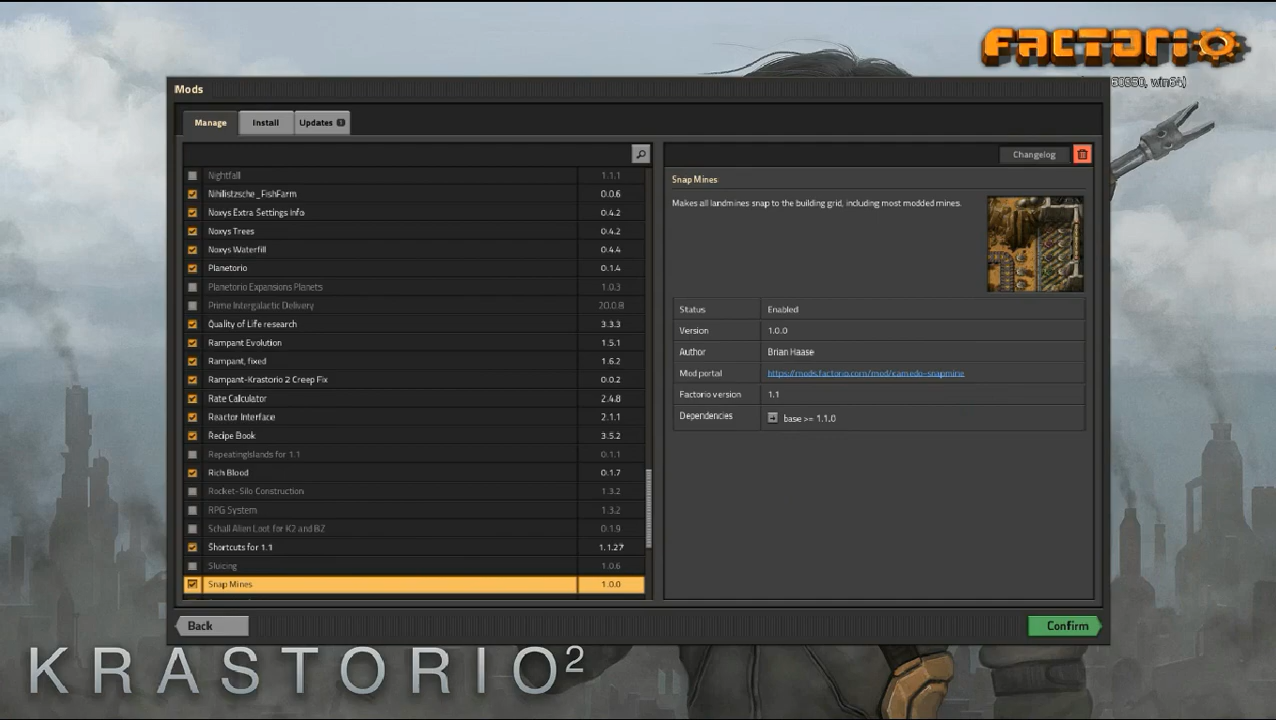 FACTORIO
60350, win64)
Mods
Manage Install Updates 1
Changelog
Nightfall 1.1.1
Nihilistzsche_FishFarm 0.0.6
Noxys Extra Settings Info 0.4.2
Noxys Trees 0.4.2
Noxys Waterfill 0.4.4
Planetorio 0.1.4
Planetorio Expansions Planets 1.0.3
Prime Intergalactic Delivery 20.0.8
Quality of Life research 3.3.3
Rampant Evolution 1.5.1
Rampant, fixed 1.6.2
Rampant-Krastorio 2 Creep Fix 0.0.2
Rate Calculator 2.4.8
Reactor Interface 2.1.1
Recipe Book 3.5.2
RepeatingIslands for 1.1 0.1.1
Rich Blood 0.1.7
Rocket-Silo Construction 1.3.2
RPG System 1.3.2
Schall Alien Loot for K2 and BZ 0.1.9
Shortcuts for 1.1 1.1.27
Sluicing 1.0.6
Snap Mines 1.0.0
Snap Mines
Makes all landmines snap to the building grid, including most modded mines.
Status Enabled
Version 1.0.0
Author Brian Haase
Mod portal https://mods.factorio.com/mod/camedo-snapmine
Factorio version 1.1
Dependencies base >= 1.1.0
Back
Confirm
KRASTORIO²